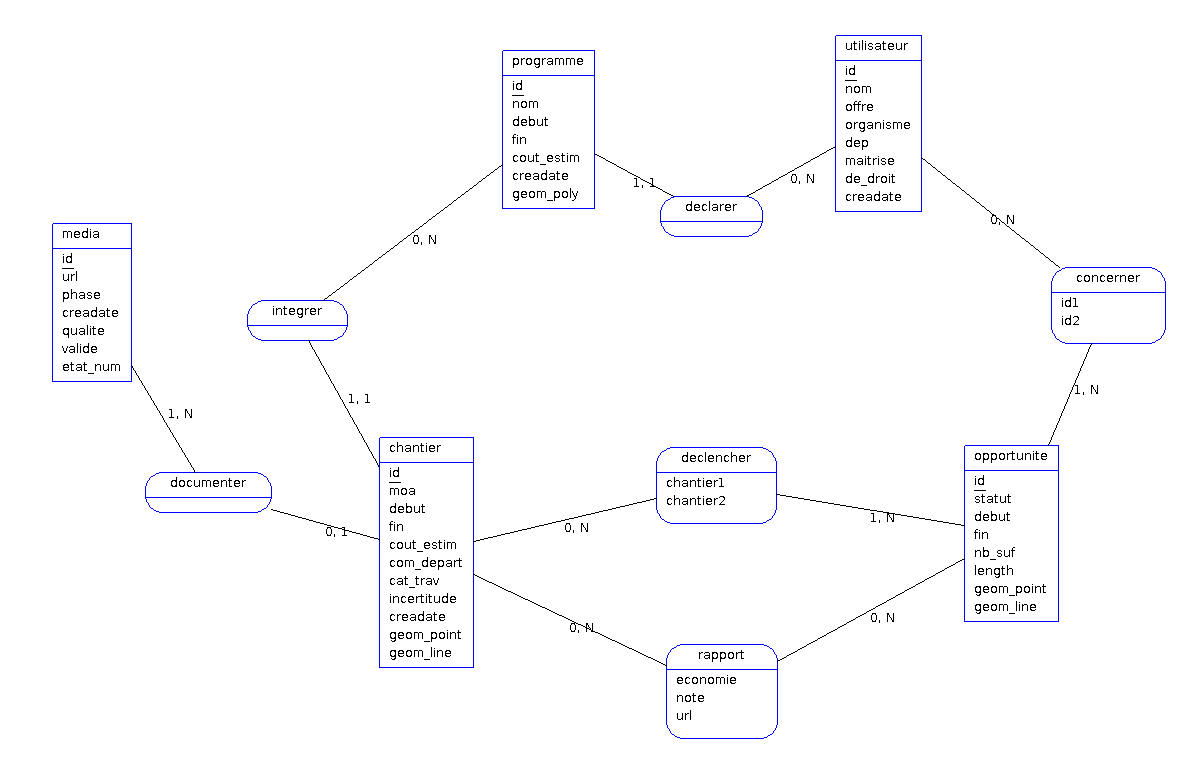 programme
id
nom
debut
fin
cout_estim
creadate
geom_poly
utilisateur
id
nom
offre
organisme
dep
maitrise
de_droit
creadate
1, 1
0, N
declarer
0, N
0, N
media
id
url
phase
creadate
qualite
valide
etat_num
integrer
concerner
id1
id2
1, N
1, 1
1, N
documenter
0, 1
chantier
id
moa
debut
fin
cout_estim
com_depart
cat_trav
incertitude
creadate
geom_point
geom_line
declencher
chantier1
chantier2
0, N
1, N
opportunite
id
statut
debut
fin
nb_suf
length
geom_point
geom_line
0, N
0, N
rapport
economie
note
url